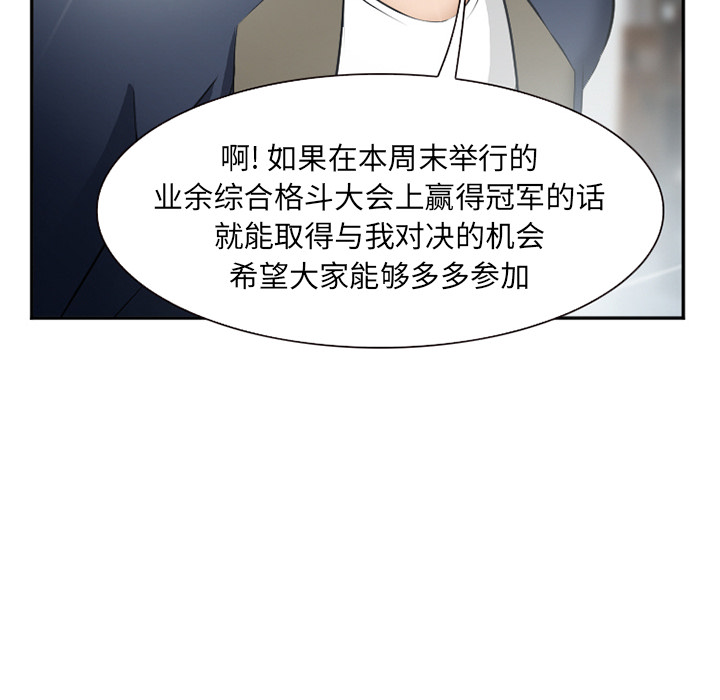 啊! 如果在本周末举行的
业余综合格斗大会上赢得冠军的话
就能取得与我对决的机会
希望大家能够多多参加